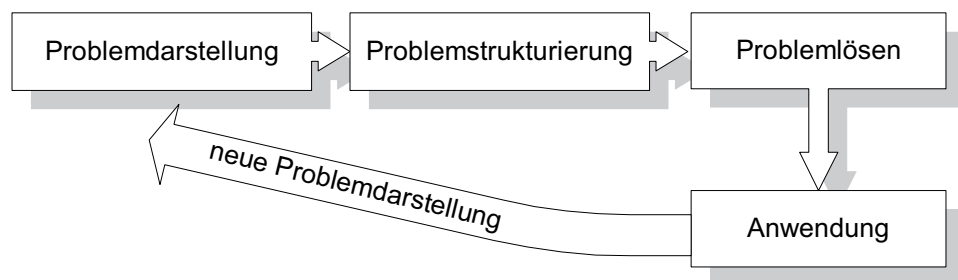 Problemdarstellung
Problemstrukturierung
Problemlösen
neue Problemdarstellung
Anwendung